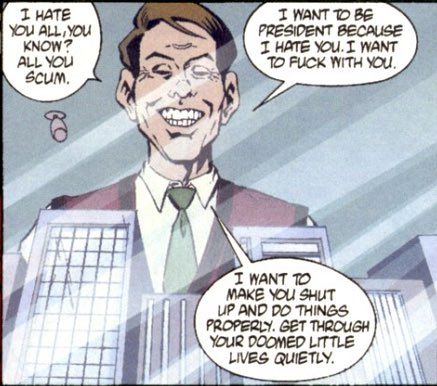 I HATE
YOU ALL, YOU
KNOW?
ALL YOU
SCUM.
I WANT TO BE
PRESIDENT BECAUSE
I HATE YOU. I WANT
TO FUCK WITH YOU.
I WANT TO
MAKE YOU SHUT
UP AND DO THINGS
PROPERLY. GET THROUGH
YOUR DOOMED LITTLE
LIVES QUIETLY.